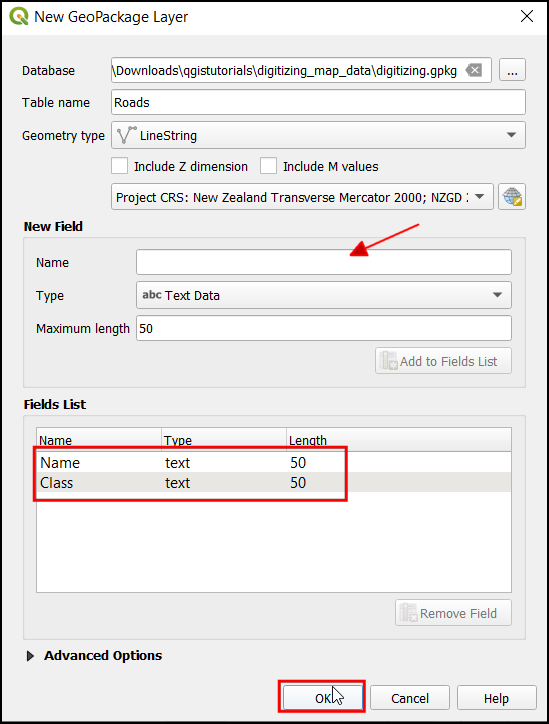 New GeoPackage Layer
Database \Downloads\qgistutorials\digitizing_map_data\digitizing.gpkg ...
Table name Roads
Geometry type LineString
Include Z dimension Include M values
Project CRS: New Zealand Transverse Mercator 2000; NZGD
New Field
Name
Type abc Text Data
Maximum length 50
Add to Fields List
Fields List
Name Type Length
Name text 50
Class text 50
Remove Field
Advanced Options
OK Cancel Help